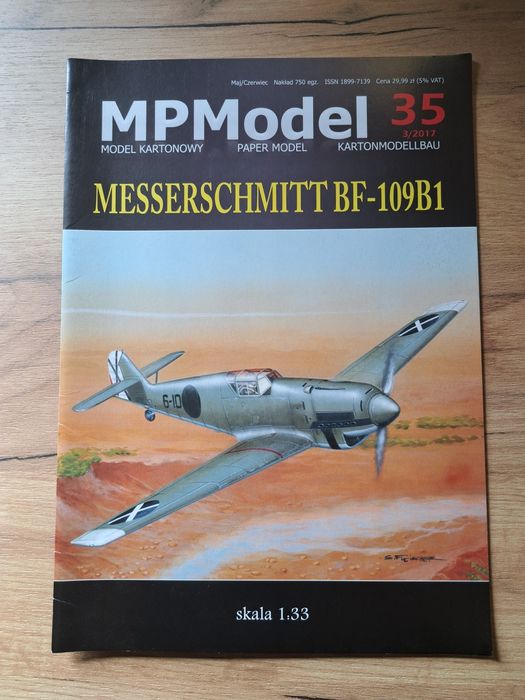 Maj/Czerwiec   Nakład 750 egz.   ISSN 1899-7139   Cena 29,99 zł (5% VAT)
MPModel 35
3/2017
MODEL KARTONOWY   PAPER MODEL   KARTONMODELLBAU
MESSERSCHMITT BF-109B1
6-10
skala 1:33